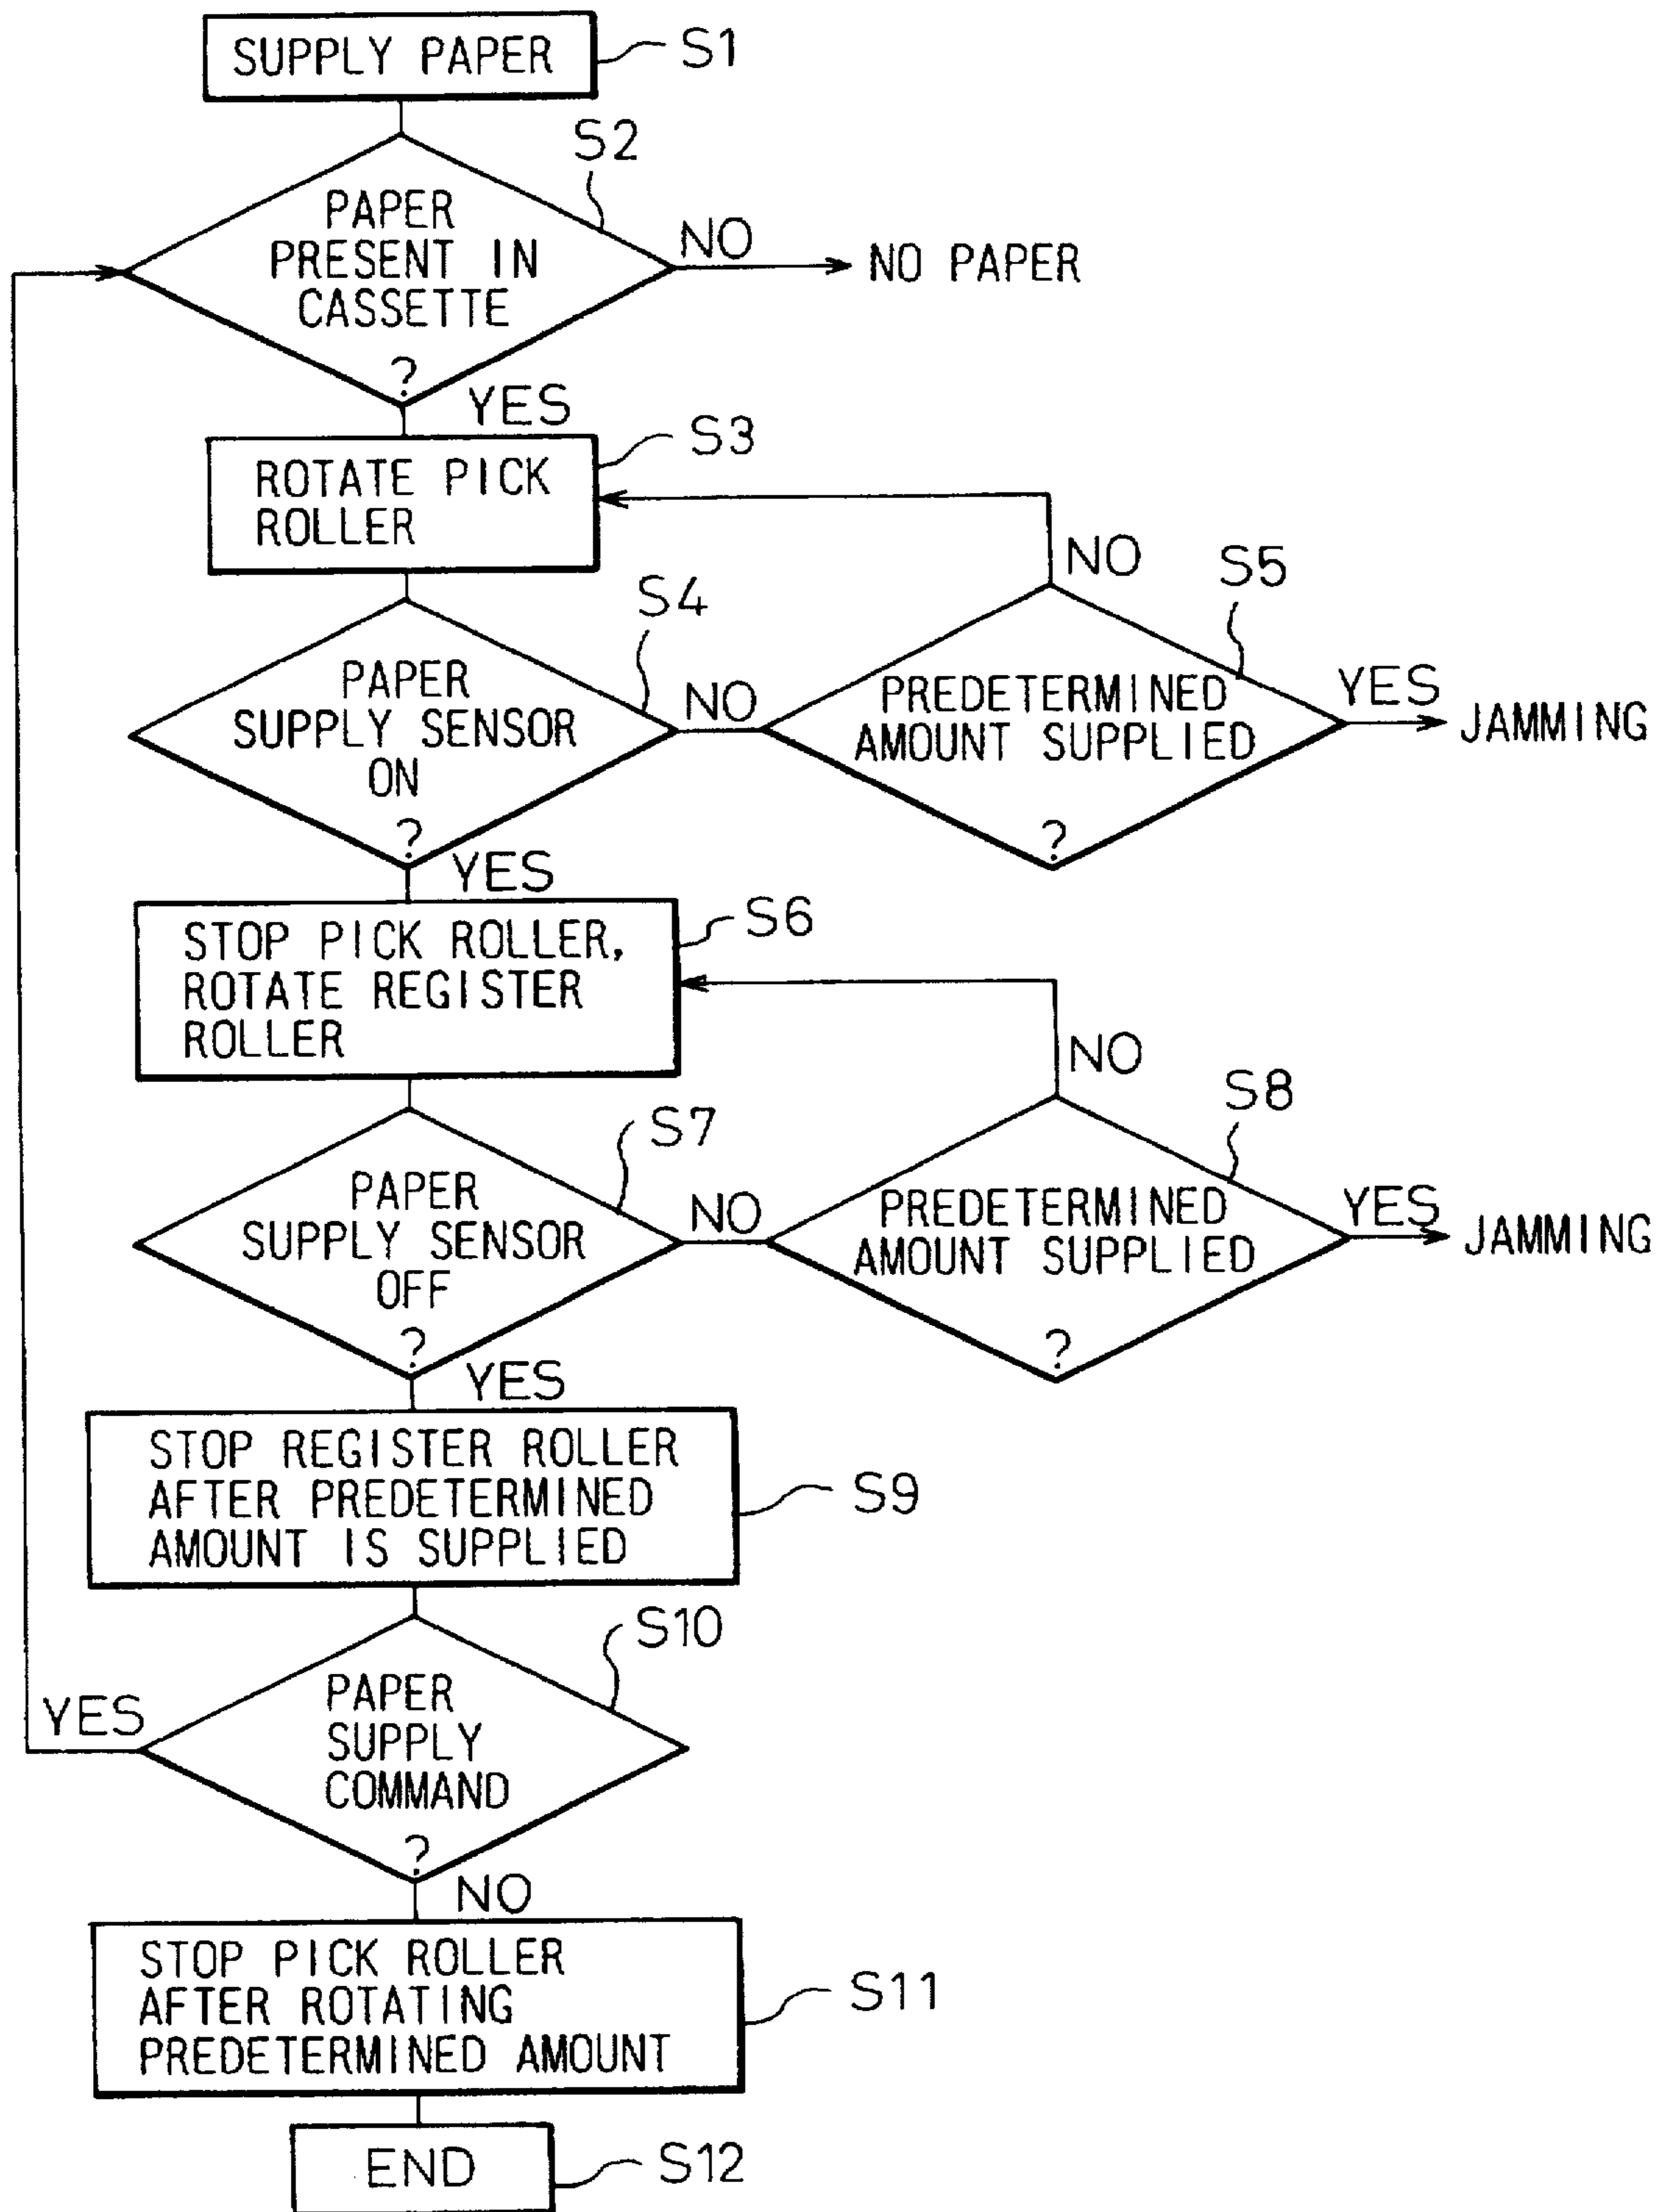 SUPPLY PAPER
S1
S2
PAPER
PRESENT IN
CASSETTE
?
NO
NO PAPER
YES
S3
ROTATE PICK
ROLLER
NO
S5
S4
PAPER
SUPPLY SENSOR
ON
?
NO
PREDETERMINED
AMOUNT SUPPLIED
?
YES
JAMMING
YES
S6
STOP PICK ROLLER,
ROTATE REGISTER
ROLLER
NO
S8
S7
PAPER
SUPPLY SENSOR
OFF
?
NO
PREDETERMINED
AMOUNT SUPPLIED
?
YES
JAMMING
YES
STOP REGISTER ROLLER
AFTER PREDETERMINED
AMOUNT IS SUPPLIED
S9
S10
YES
PAPER
SUPPLY
COMMAND
?
NO
STOP PICK ROLLER
AFTER ROTATING
PREDETERMINED AMOUNT
S11
END
S12